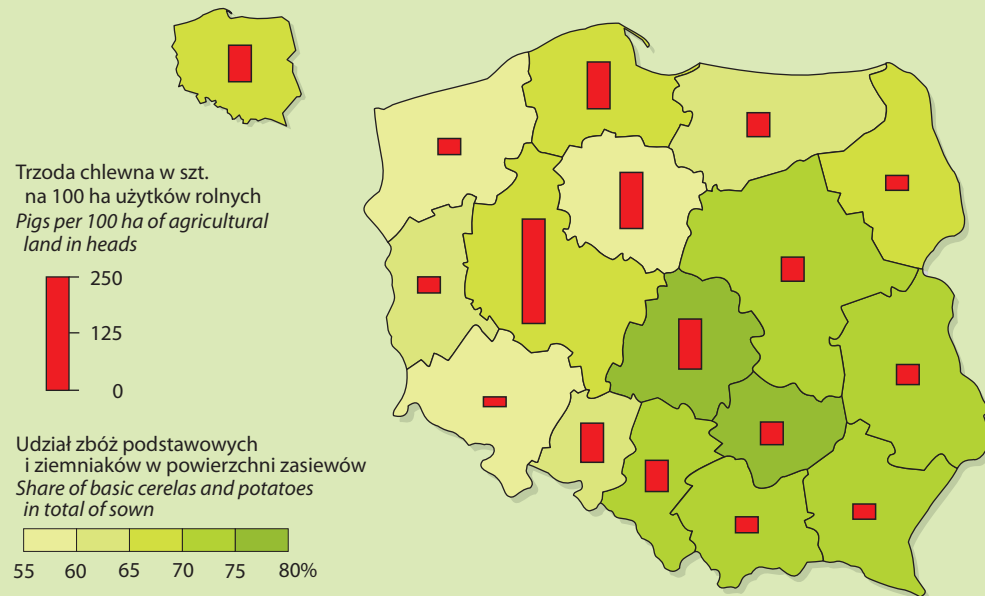 Trzoda chlewna w szt.
na 100 ha użytków rolnych
Pigs per 100 ha of agricultural
land in heads
250
125
0
Udział zbóż podstawowych
i ziemniaków w powierzchni zasiewów
Share of basic cerelas and potatoes
in total of sown
55 60 65 70 75 80%